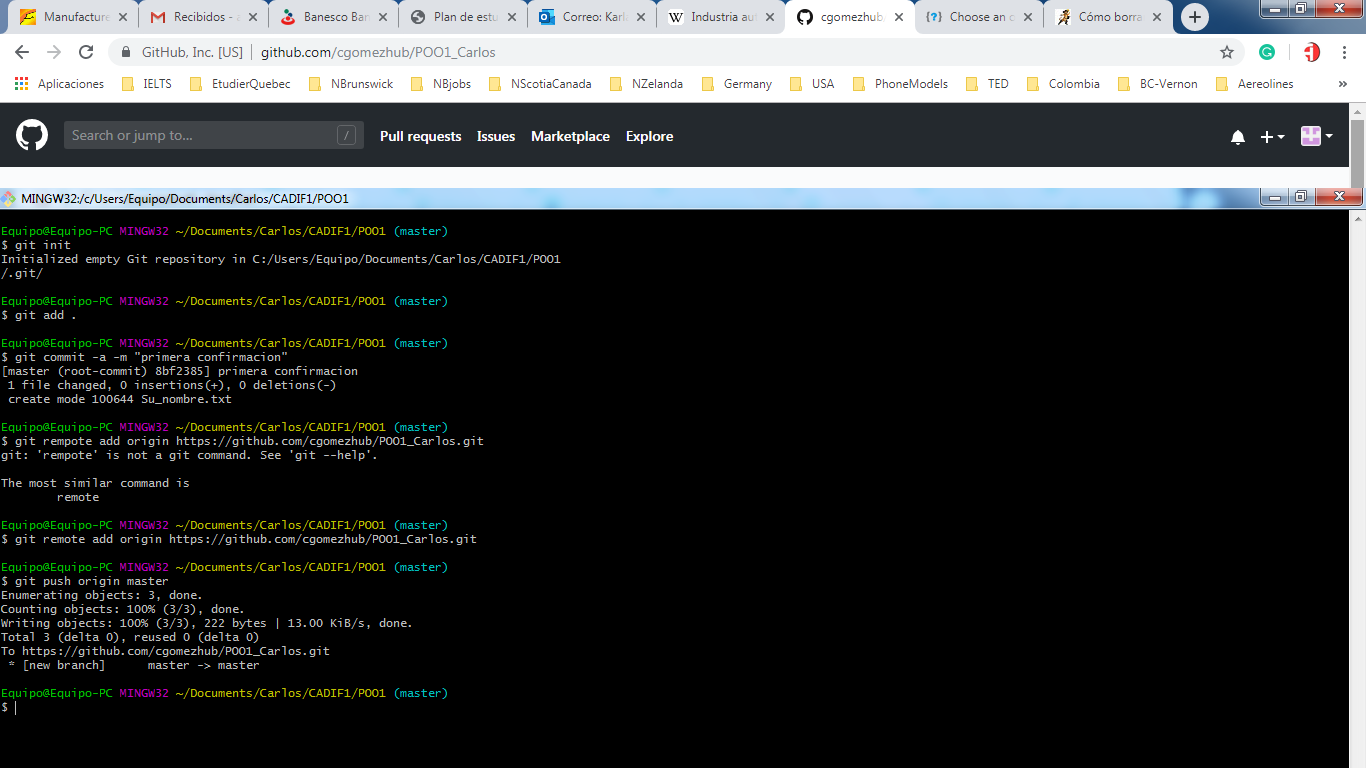 Manufacture
Recibidos - a
Banesco Ban
Plan de estu
Correo: Karla
Industria aut
cgomezhub
Choose an o
Cómo borra
GitHub, Inc. [US] | github.com/cgomezhub/POO1_Carlos
Aplicaciones IELTS EtudierQuebec NBrunswick NBjobs NScotiaCanada NZelanda Germany USA PhoneModels TED Colombia BC-Vernon Aereolines »
Search or jump to... / Pull requests Issues Marketplace Explore
MINGW32:/c/Users/Equipo/Documents/Carlos/CADIF1/POO1
Equipo@Equipo-PC MINGW32 ~/Documents/Carlos/CADIF1/POO1 (master)
$ git init
Initialized empty Git repository in C:/Users/Equipo/Documents/Carlos/CADIF1/POO1
/.git/
Equipo@Equipo-PC MINGW32 ~/Documents/Carlos/CADIF1/POO1 (master)
$ git add .
Equipo@Equipo-PC MINGW32 ~/Documents/Carlos/CADIF1/POO1 (master)
$ git commit -a -m "primera confirmacion"
[master (root-commit) 8bf2385] primera confirmacion
1 file changed, 0 insertions(+), 0 deletions(-)
create mode 100644 Su_nombre.txt
Equipo@Equipo-PC MINGW32 ~/Documents/Carlos/CADIF1/POO1 (master)
$ git rempote add origin https://github.com/cgomezhub/POO1_Carlos.git
git: 'rempote' is not a git command. See 'git --help'.
The most similar command is
remote
Equipo@Equipo-PC MINGW32 ~/Documents/Carlos/CADIF1/POO1 (master)
$ git remote add origin https://github.com/cgomezhub/POO1_Carlos.git
Equipo@Equipo-PC MINGW32 ~/Documents/Carlos/CADIF1/POO1 (master)
$ git push origin master
Enumerating objects: 3, done.
Counting objects: 100% (3/3), done.
Writing objects: 100% (3/3), 222 bytes | 13.00 KiB/s, done.
Total 3 (delta 0), reused 0 (delta 0)
To https://github.com/cgomezhub/POO1_Carlos.git
* [new branch] master -> master
Equipo@Equipo-PC MINGW32 ~/Documents/Carlos/CADIF1/POO1 (master)
$